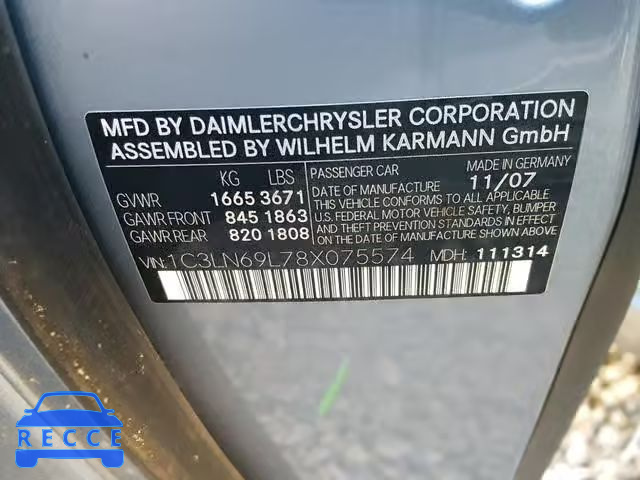 MFD BY DAIMLERCHRYSLER CORPORATION
ASSEMBLED BY WILHELM KARMANN GmbH
KG LBS
GVWR 1665 3671
GAWR FRONT 845 1863
GAWR REAR 820 1808
PASSENGER CAR MADE IN GERMANY
DATE OF MANUFACTURE 11/07
THIS VEHICLE CONFORMS TO ALL APPLICABLE
U.S. FEDERAL MOTOR VEHICLE SAFETY, BUMPER
AND THEFT PREVENTION STANDARDS IN EFFECT
ON THE DATE OF MANUFACTURE SHOWN ABOVE
VIN: 1C3LN69L78X075574 MDH: 111314
RECCE